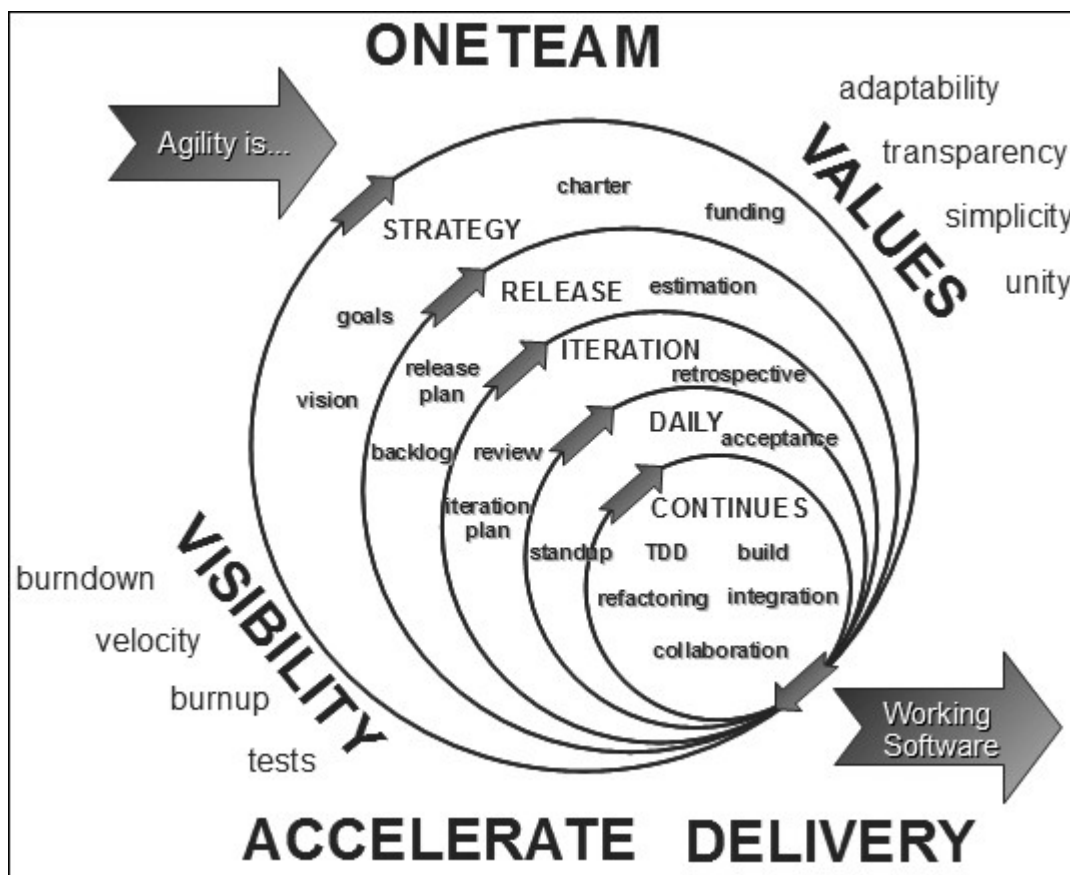 ONE TEAM
Agility is...
adaptability
transparency
simplicity
unity
VALUES
STRATEGY
charter
funding
goals
vision
RELEASE
estimation
release
plan
backlog
ITERATION
retrospective
review
iteration
plan
DAILY
acceptance
standup
CONTINUES
TDD
build
refactoring
integration
collaboration
VISIBILITY
burndown
velocity
burnup
tests
Working
Software
ACCELERATE DELIVERY